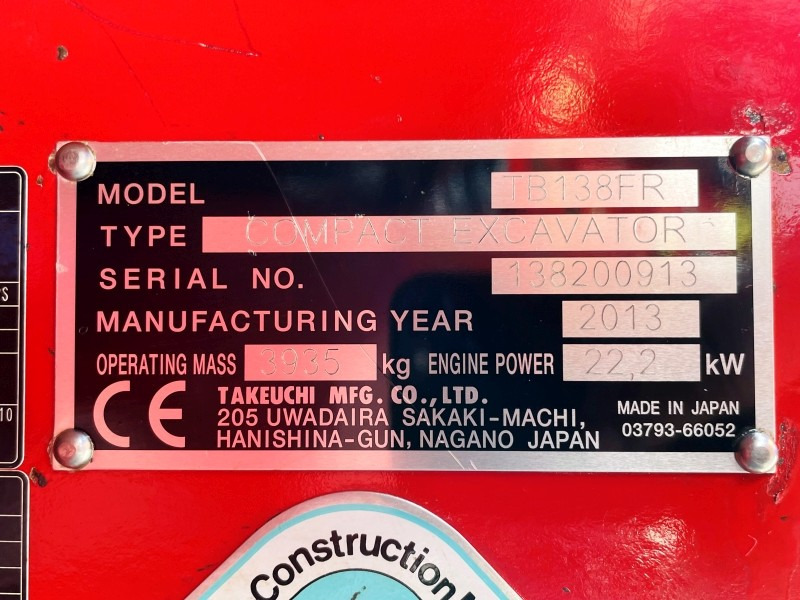 MODEL TB138FR
TYPE COMPACT EXCAVATOR
SERIAL NO. 138200913
MANUFACTURING YEAR 2013
OPERATING MASS 3935 kg ENGINE POWER 22,2 kW
CE
TAKEUCHI MFG. CO., LTD.
205 UWADAIRA SAKAKI-MACHI,
HANISHINA-GUN, NAGANO JAPAN
MADE IN JAPAN
03793-66052
PS
10
Construction